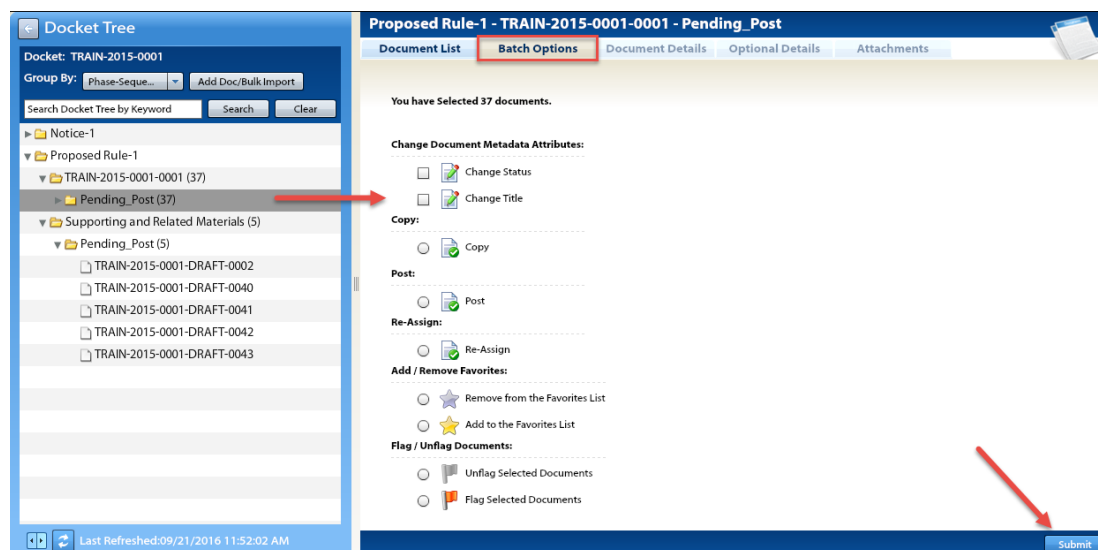 Docket Tree
Docket: TRAIN-2015-0001
Group By: Phase-Seque... Add Doc/Bulk Import
Search Docket Tree by Keyword Search Clear
Notice-1
Proposed Rule-1
TRAIN-2015-0001-0001 (37)
Pending_Post (37)
Supporting and Related Materials (5)
Pending_Post (5)
TRAIN-2015-0001-DRAFT-0002
TRAIN-2015-0001-DRAFT-0040
TRAIN-2015-0001-DRAFT-0041
TRAIN-2015-0001-DRAFT-0042
TRAIN-2015-0001-DRAFT-0043
Last Refreshed:09/21/2016 11:52:02 AM
Proposed Rule-1 - TRAIN-2015-0001-0001 - Pending_Post
Document List Batch Options Document Details Optional Details Attachments
You have Selected 37 documents.
Change Document Metadata Attributes:
Change Status
Change Title
Copy:
Copy
Post:
Post
Re-Assign:
Re-Assign
Add / Remove Favorites:
Remove from the Favorites List
Add to the Favorites List
Flag / Unflag Documents:
Unflag Selected Documents
Flag Selected Documents
Submit